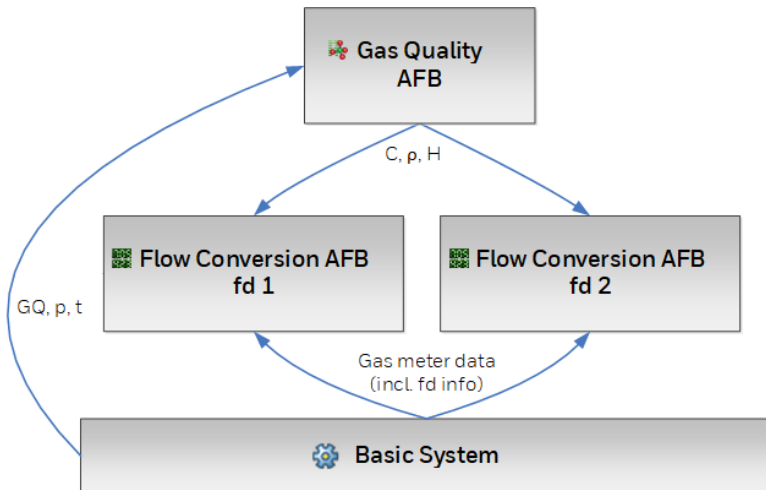 Gas Quality
AFB
C, ρ, H
Flow Conversion AFB
fd 1
Flow Conversion AFB
fd 2
GQ, p, t
Gas meter data
(incl. fd info)
Basic System